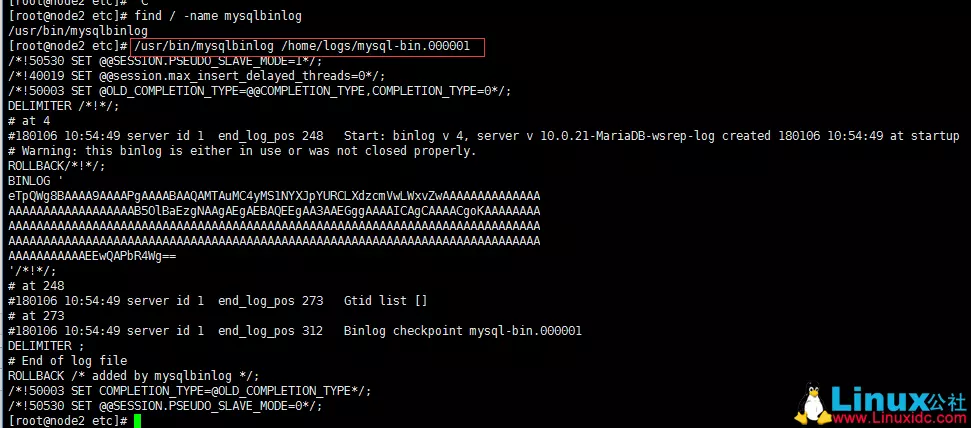 ^C
[root@node2 etc]# find / -name mysqlbinlog
/usr/bin/mysqlbinlog
[root@node2 etc]# /usr/bin/mysqlbinlog /home/logs/mysql-bin.000001
/*!50530 SET @@SESSION.PSEUDO_SLAVE_MODE=1*/;
/*!40019 SET @@session.max_insert_delayed_threads=0*/;
/*!50003 SET @OLD_COMPLETION_TYPE=@@COMPLETION_TYPE,COMPLETION_TYPE=0*/;
DELIMITER /*!*/;
# at 4
#180106 10:54:49 server id 1  end_log_pos 248   Start: binlog v 4, server v 10.0.21-MariaDB-wsrep-log created 180106 10:54:49 at startup
# Warning: this binlog is either in use or was not closed properly.
ROLLBACK/*!*/;
BINLOG '
eTpQWg8BAAAA9AAAAPgAAAABAAQAMTAuMC4yMS1NYXJpYURCLXdzcmVwLWxvZwAAAAAAAAAAAAAA
AAAAAAAAAAAAAAAAAAB5OlBaEzgNAAgAEgAEBAQEEgAA3AAEGggAAAAICAgCAAAACgoKAAAAAAAA
AAAAAAAAAAAAAAAAAAAAAAAAAAAAAAAAAAAAAAAAAAAAAAAAAAAAAAAAAAAAAAAAAAAAAAAAAAAA
AAAAAAAAAAAAAAAAAAAAAAAAAAAAAAAAAAAAAAAAAAAAAAAAAAAAAAAAAAAAAAAAAAAAAAAAAAAA
AAAAAAAAAAAEEwQAPbR4Wg==
'/*!*/;
# at 248
#180106 10:54:49 server id 1  end_log_pos 273   Gtid list []
# at 273
#180106 10:54:49 server id 1  end_log_pos 312   Binlog checkpoint mysql-bin.000001
DELIMITER ;
# End of log file
ROLLBACK /* added by mysqlbinlog */;
/*!50003 SET COMPLETION_TYPE=@OLD_COMPLETION_TYPE*/;
/*!50530 SET @@SESSION.PSEUDO_SLAVE_MODE=0*/;
[root@node2 etc]#
Linux公社
www.Linuxidc.com